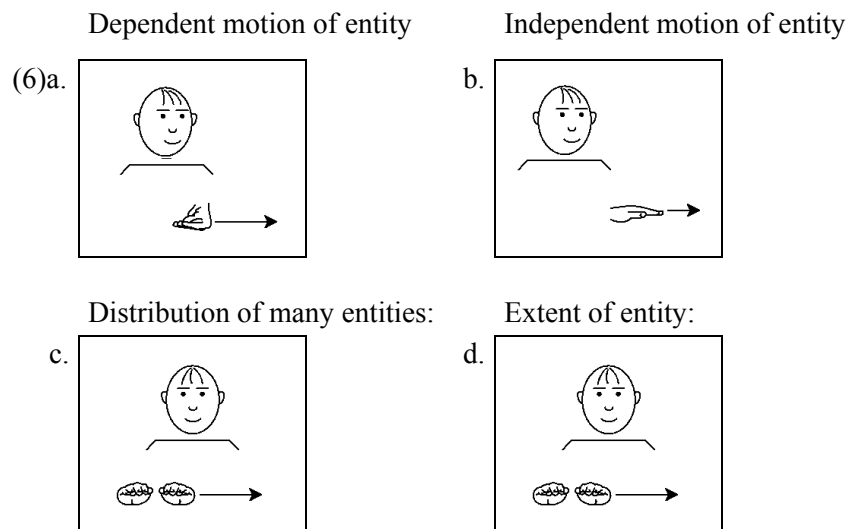 Dependent motion of entity Independent motion of entity
(6)a. b.
Distribution of many entities: Extent of entity:
c. d.